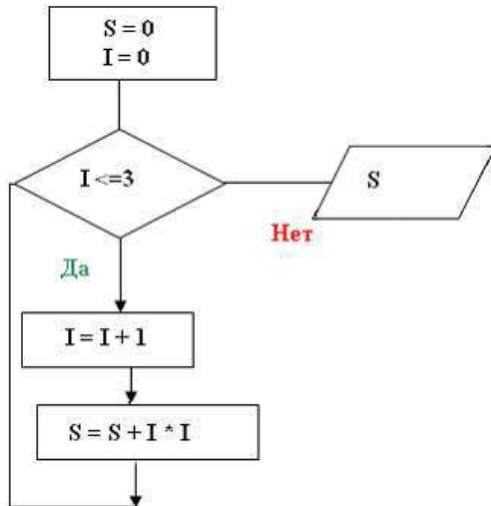 S = 0
I = 0
I <=3
S
Нет
Да
I = I + 1
S = S + I * I